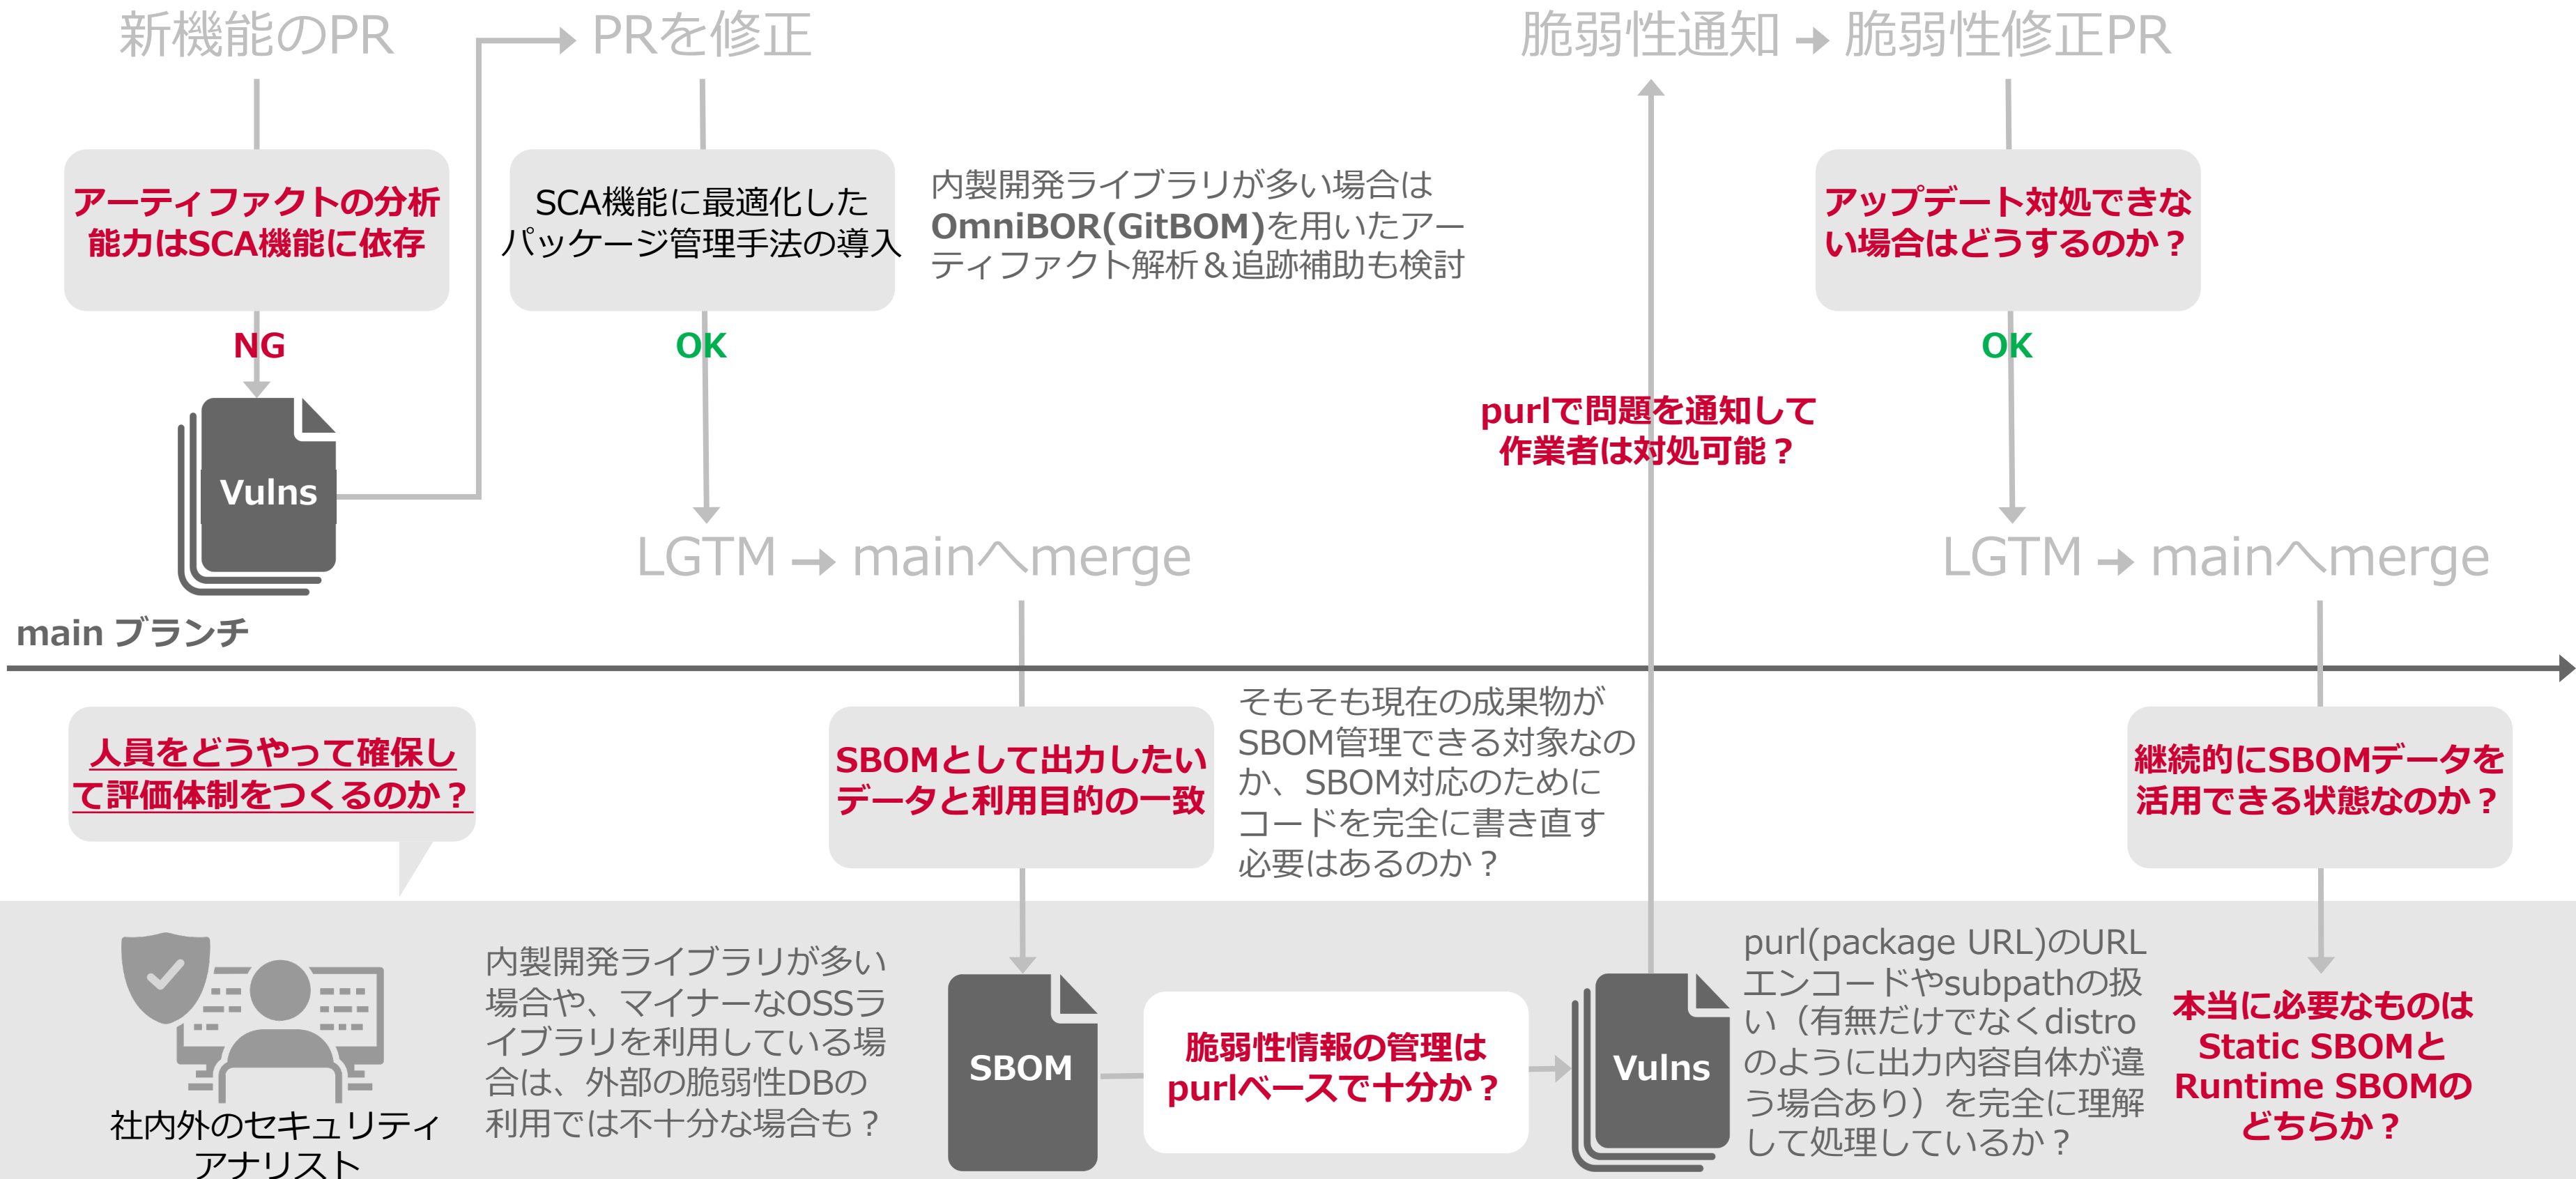 新機能のPR
PRを修正
脆弱性通知
脆弱性修正PR
アーティファクトの分析
能力はSCA機能に依存
SCA機能に最適化した
パッケージ管理手法の導入
内製開発ライブラリが多い場合は
OmniBOR(GitBOM)を用いたアー
ティファクト解析＆追跡補助も検討
アップデート対処できな
い場合はどうするのか？
NG
OK
OK
purlで問題を通知して
作業者は対処可能？
Vulns
LGTM
mainへmerge
LGTM
mainへmerge
main ブランチ
人員をどうやって確保し
て評価体制をつくるのか？
SBOMとして出力したい
データと利用目的の一致
そもそも現在の成果物が
SBOM管理できる対象なの
か、SBOM対応のために
コードを完全に書き直す
必要はあるのか？
継続的にSBOMデータを
活用できる状態なのか？
社内外のセキュリティ
アナリスト
内製開発ライブラリが多い
場合や、マイナーなOSSラ
イブラリを利用している場
合は、外部の脆弱性DBの
利用では不十分な場合も？
SBOM
脆弱性情報の管理は
purlベースで十分か？
Vulns
purl(package URL)のURL
エンコードやsubpathの扱
い（有無だけでなくdistro
のように出力内容自体が違
う場合あり）を完全に理解
して処理しているか？
本当に必要なものは
Static SBOMと
Runtime SBOMの
どちらか？